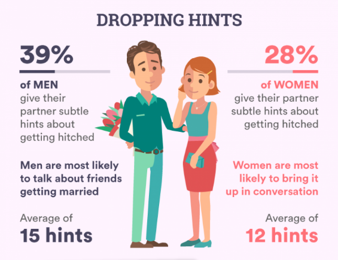 DROPPING HINTS
39%
of MEN
give their
partner subtle
hints about
getting hitched
Men are most likely
to talk about friends
getting married
Average of
15 hints
28%
of WOMEN
give their partner
subtle hints about
getting hitched
Women are most
likely to bring it
up in conversation
Average of
12 hints